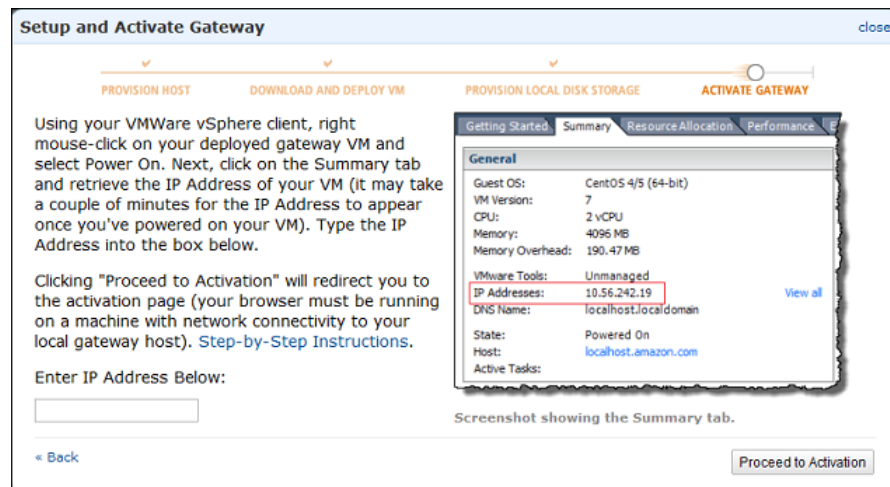 Setup and Activate Gateway
close
PROVISION HOST
DOWNLOAD AND DEPLOY VM
PROVISION LOCAL DISK STORAGE
ACTIVATE GATEWAY
Using your VMWare vSphere client, right
mouse-click on your deployed gateway VM and
select Power On. Next, click on the Summary tab
and retrieve the IP Address of your VM (it may take
a couple of minutes for the IP Address to appear
once you've powered on your VM). Type the IP
Address into the box below.
Clicking "Proceed to Activation" will redirect you to
the activation page (your browser must be running
on a machine with network connectivity to your
local gateway host). Step-by-Step Instructions.
Enter IP Address Below:
Getting Started Summary Resource Allocation Performance
General
Guest OS: CentOS 4/5 (64-bit)
VM Version: 7
CPU: 2 vCPU
Memory: 4096 MB
Memory Overhead: 190.47 MB
VMware Tools: Unmanaged
IP Addresses: 10.56.242.19 View all
DNS Name: localhost.localdomain
State: Powered On
Host: localhost.amazon.com
Active Tasks:
Screenshot showing the Summary tab.
« Back
Proceed to Activation